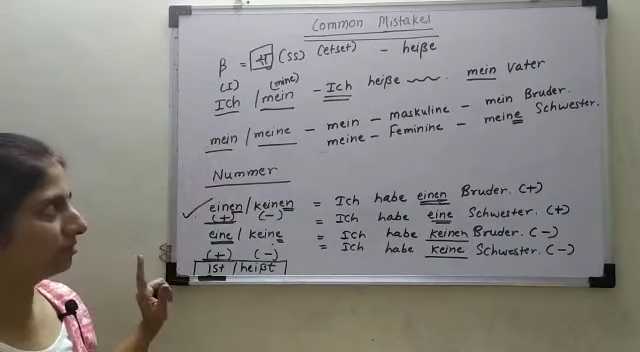 Common Mistakes
β = स (ss) (etset) - heiße
(I) (mine)
Ich / mein - Ich heiße ~~. mein Vater
mein / meine - mein - maskuline - mein Bruder.
meine - Feminine - meine Schwester.
Nummer
✓ einen / keinen = Ich habe einen Bruder. (+)
(+) (-) = Ich habe eine Schwester. (+)
eine / keine = Ich habe keinen Bruder. (-)
(+) (-) = Ich habe keine Schwester. (-)
ist / heißt